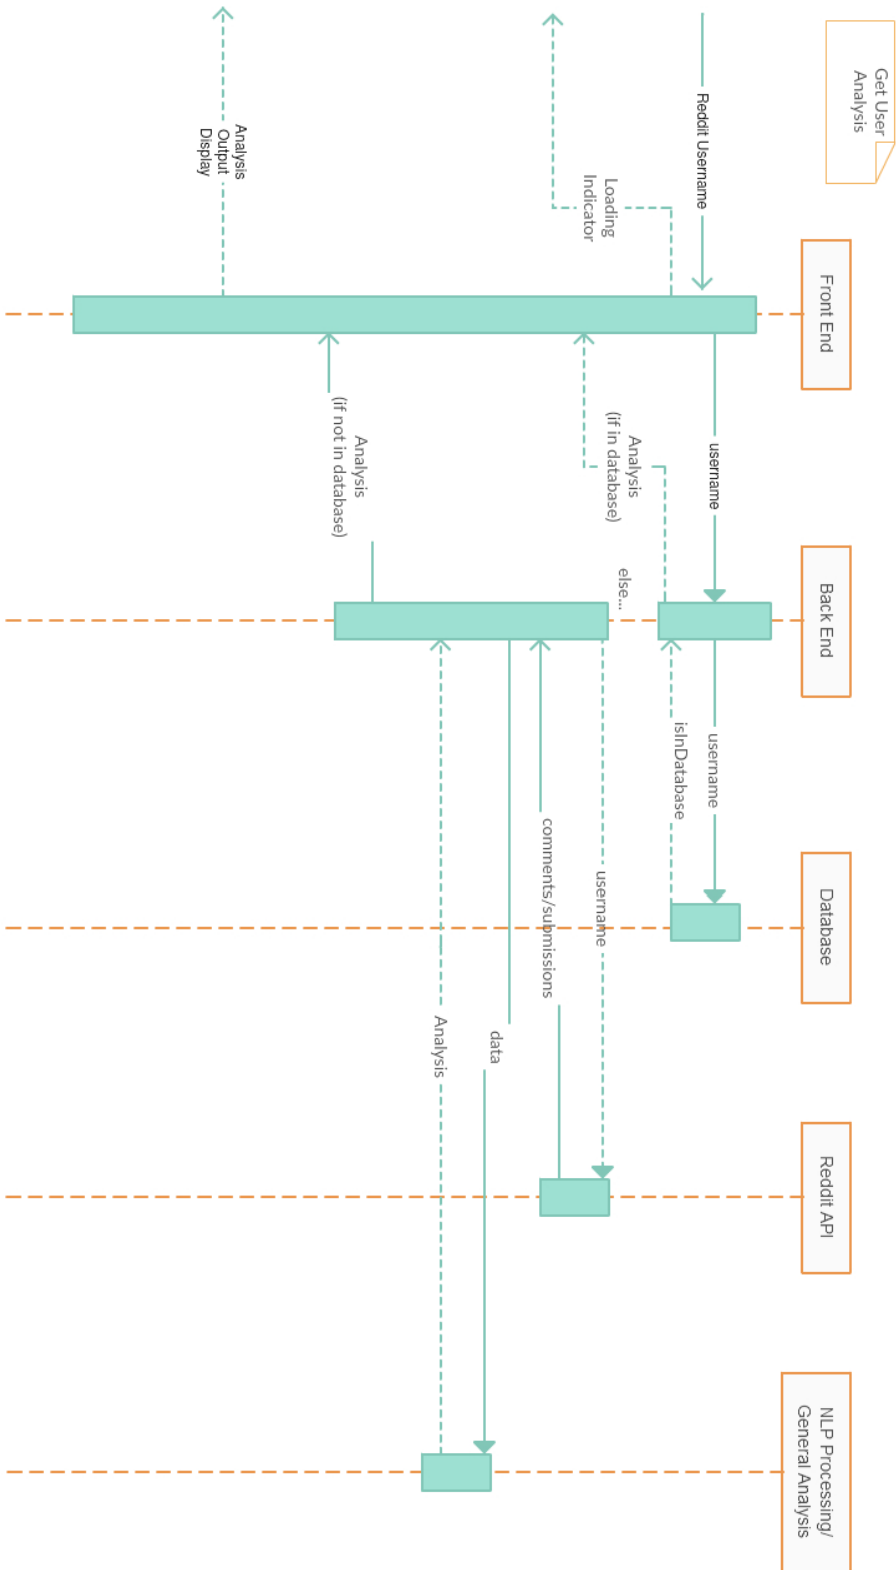 Get User
Analysis
Front End
Back End
Database
Reddit API
NLP Processing/
General Analysis
Reddit Username
username
username
Loading
Indicator
Analysis
(if in database)
isInDatabase
else...
username
comments/submissions
data
Analysis
Analysis
(if not in database)
Analysis
Output
Display